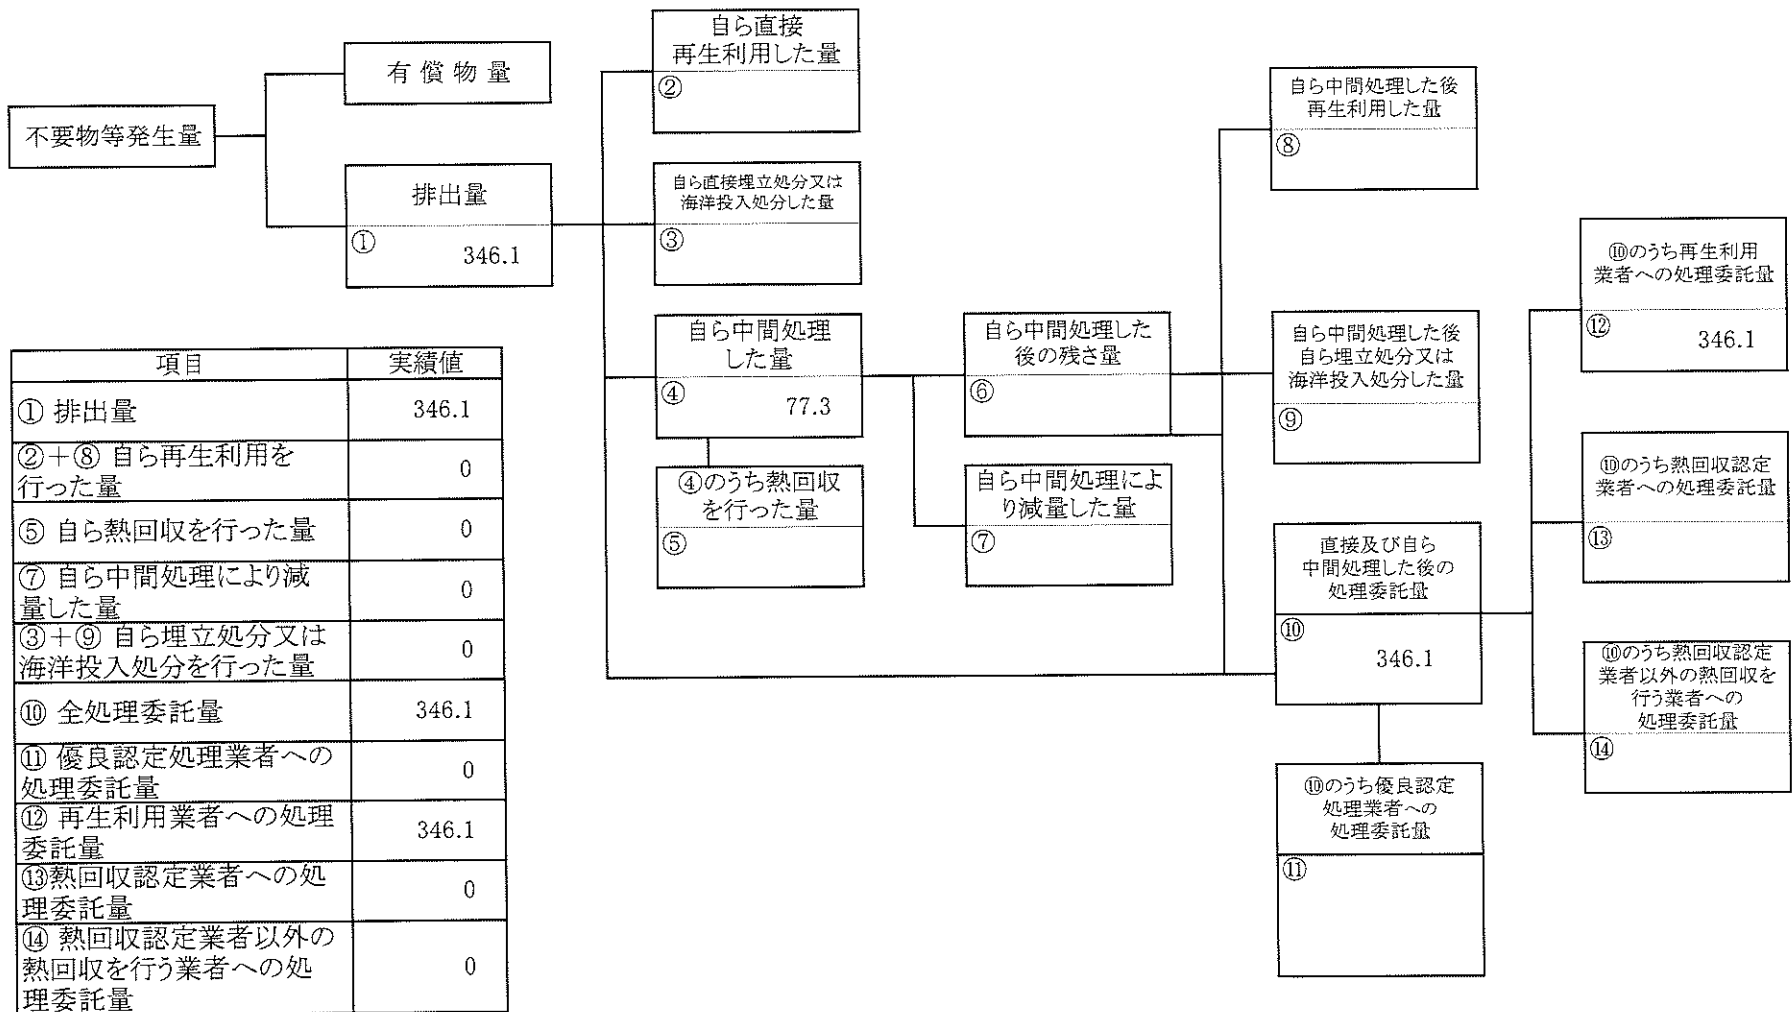 不要物等発生量
有償物量
排出量
①
346.1
自ら直接
再生利用した量
②
自ら直接埋立処分又は
海洋投入処分した量
③
自ら中間処理
した量
④
77.3
④のうち熱回収
を行った量
⑤
自ら中間処理した
後の残さ量
⑥
自ら中間処理によ
り減量した量
⑦
自ら中間処理した後
再生利用した量
⑧
自ら中間処理した後
自ら埋立処分又は
海洋投入処分した量
⑨
直接及び自ら
中間処理した後の
処理委託量
⑩
346.1
⑩のうち優良認定
処理業者への
処理委託量
⑪
⑩のうち再生利用
業者への処理委託量
⑫
346.1
⑩のうち熱回収認定
業者への処理委託量
⑬
⑩のうち熱回収認定
業者以外の熱回収を
行う業者への
処理委託量
⑭
項目 実績値
① 排出量 346.1
②+⑧ 自ら再生利用を
行った量 0
⑤ 自ら熱回収を行った量 0
⑦ 自ら中間処理により減
量した量 0
③+⑨ 自ら埋立処分又は
海洋投入処分を行った量 0
⑩ 全処理委託量 346.1
⑪ 優良認定処理業者への
処理委託量 0
⑫ 再生利用業者への処理
委託量 346.1
⑬熱回収認定業者への処
理委託量 0
⑭ 熱回収認定業者以外の
熱回収を行う業者への処
理委託量 0